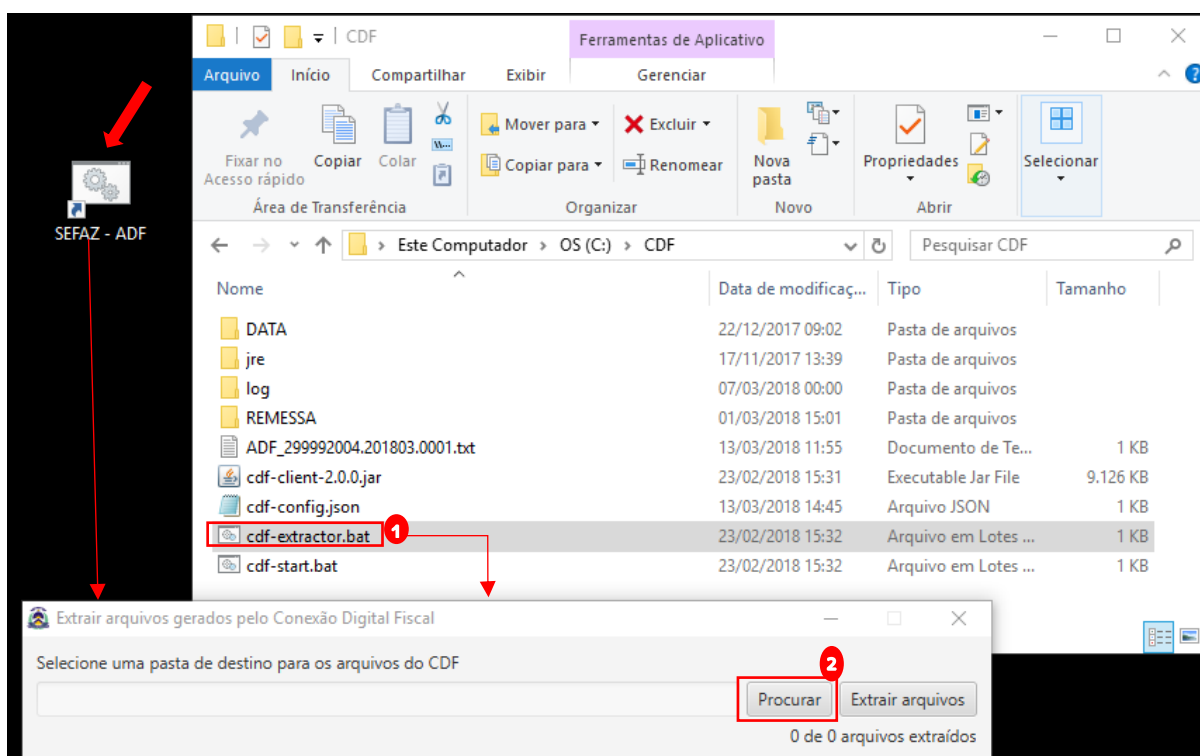 CDF
Ferramentas de Aplicativo
Arquivo Início Compartilhar Exibir Gerenciar
Fixar no Acesso rápido
Copiar
Colar
W...
Mover para
Copiar para
Excluir
Renomear
Nova pasta
Propriedades
Selecionar
Área de Transferência Organizar Novo Abrir
SEFAZ - ADF
Este Computador > OS (C:) > CDF
Pesquisar CDF
Nome Data de modificaç... Tipo Tamanho
DATA 22/12/2017 09:02 Pasta de arquivos
jre 17/11/2017 13:39 Pasta de arquivos
log 07/03/2018 00:00 Pasta de arquivos
REMESSA 01/03/2018 15:01 Pasta de arquivos
ADF_299992004.201803.0001.txt 13/03/2018 11:55 Documento de Te... 1 KB
cdf-client-2.0.0.jar 23/02/2018 15:31 Executable Jar File 9.126 KB
cdf-config.json 13/03/2018 14:45 Arquivo JSON 1 KB
cdf-extractor.bat 1 23/02/2018 15:32 Arquivo em Lotes ... 1 KB
cdf-start.bat 23/02/2018 15:32 Arquivo em Lotes ... 1 KB
Extrair arquivos gerados pelo Conexão Digital Fiscal
Selecione uma pasta de destino para os arquivos do CDF
2
Procurar Extrair arquivos
0 de 0 arquivos extraídos